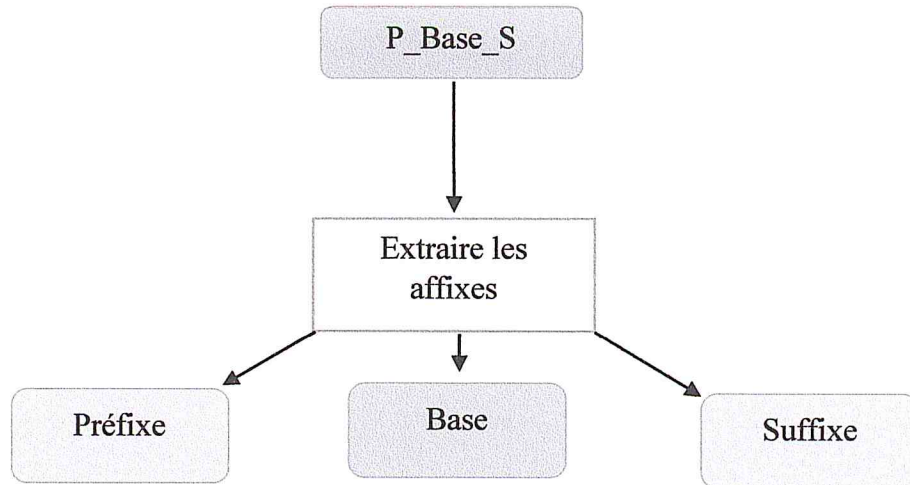 P_Base_S
Extraire les
affixes
Préfixe
Base
Suffixe